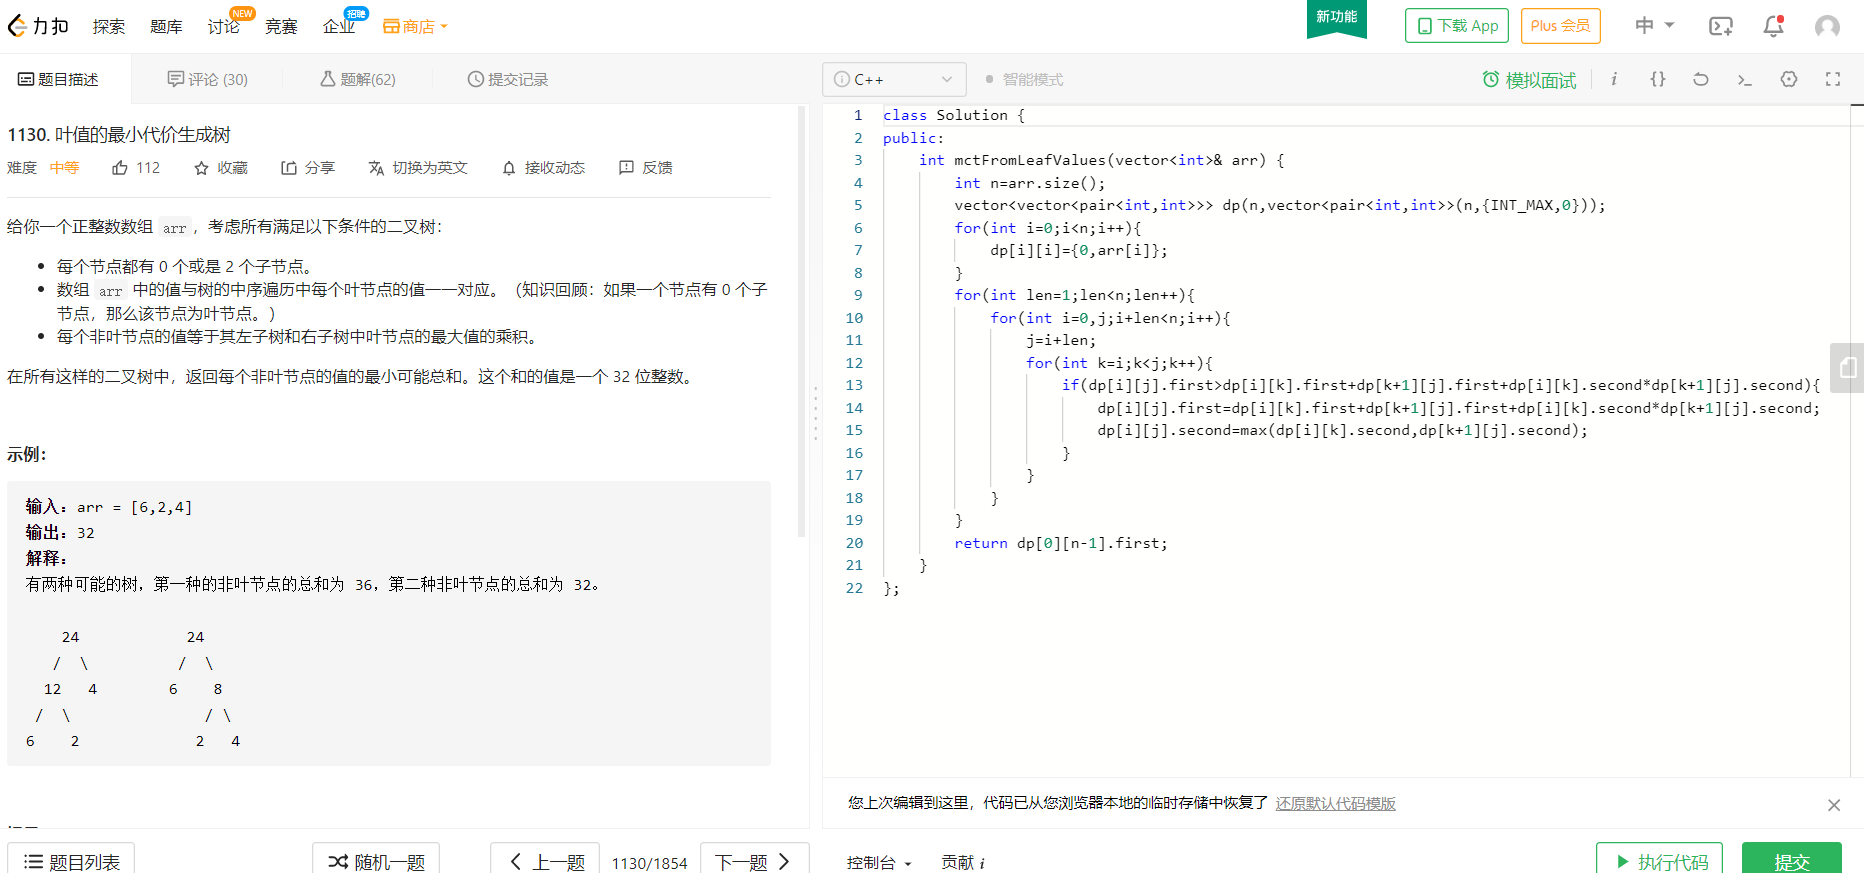 力扣 探索 题库 讨论 NEW 竞赛 企业 招聘 商店 新功能 下载 App Plus 会员 中
题目描述 评论 (30) 题解(62) 提交记录 C++ 智能模式 模拟面试 i {}
1130. 叶值的最小代价生成树
难度 中等 112 收藏 分享 切换为英文 接收动态 反馈
给你一个正整数数组 arr，考虑所有满足以下条件的二叉树：
每个节点都有 0 个或是 2 个子节点。
数组 arr 中的值与树的中序遍历中每个叶节点的值一一对应。（知识回顾：如果一个节点有 0 个子
节点，那么该节点为叶节点。）
每个非叶节点的值等于其左子树和右子树中叶节点的最大值的乘积。
在所有这样的二叉树中，返回每个非叶节点的值的最小可能总和。这个和的值是一个 32 位整数。
示例：
输入：arr = [6,2,4]
输出：32
解释：
有两种可能的树，第一种的非叶节点的总和为 36，第二种非叶节点的总和为 32。
24 24
/ \ / \
12 4 6 8
/ \ / \
6 2 2 4
题目列表 随机一题 上一题 1130/1854 下一题
1 class Solution {
2 public:
3 int mctFromLeafValues(vector<int>& arr) {
4 int n=arr.size();
5 vector<vector<pair<int,int>>> dp(n,vector<pair<int,int>>(n,{INT_MAX,0}));
6 for(int i=0;i<n;i++){
7 dp[i][i]={0,arr[i]};
8 }
9 for(int len=1;len<n;len++){
10 for(int i=0,j;i+len<n;i++){
11 j=i+len;
12 for(int k=i;k<j;k++){
13 if(dp[i][j].first>dp[i][k].first+dp[k+1][j].first+dp[i][k].second*dp[k+1][j].second){
14 dp[i][j].first=dp[i][k].first+dp[k+1][j].first+dp[i][k].second*dp[k+1][j].second;
15 dp[i][j].second=max(dp[i][k].second,dp[k+1][j].second);
16 }
17 }
18 }
19 }
20 return dp[0][n-1].first;
21 }
22 };
您上次编辑到这里，代码已从您浏览器本地的临时存储中恢复了 还原默认代码模版
控制台 贡献 i 执行代码 提交